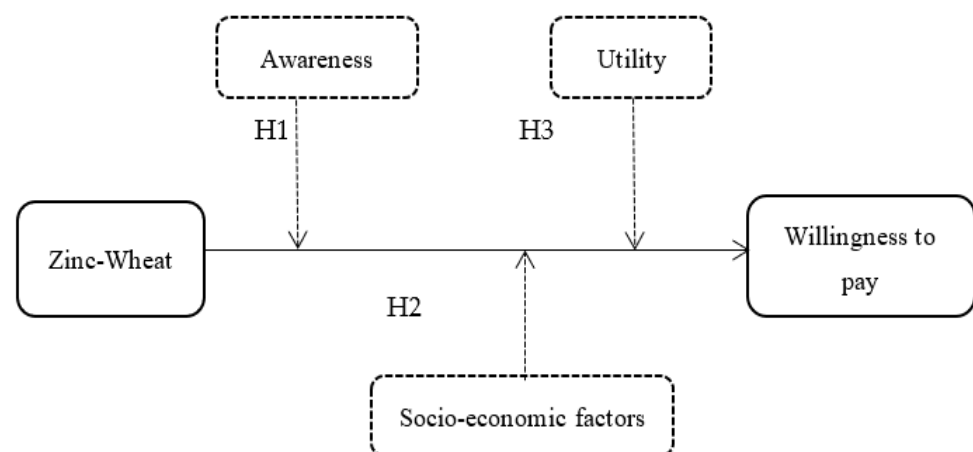 Awareness
Utility
H1
H3
Zinc-Wheat
Willingness to
pay
H2
Socio-economic factors